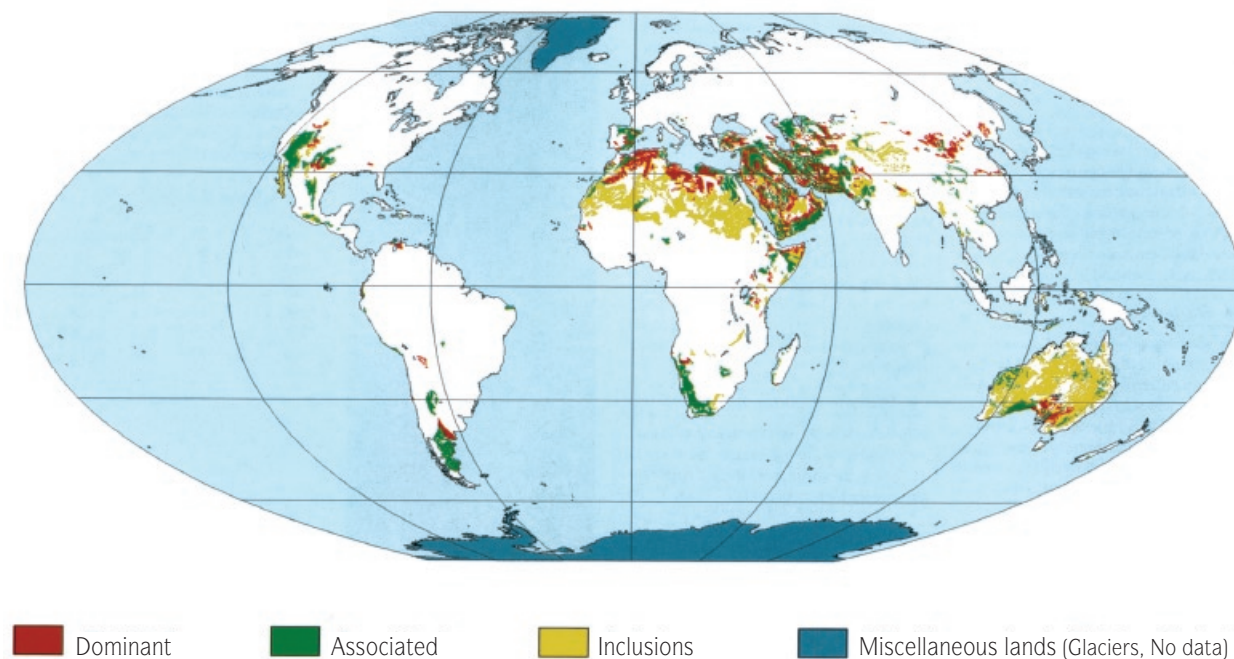 Dominant
Associated
Inclusions
Miscellaneous lands (Glaciers, No data)